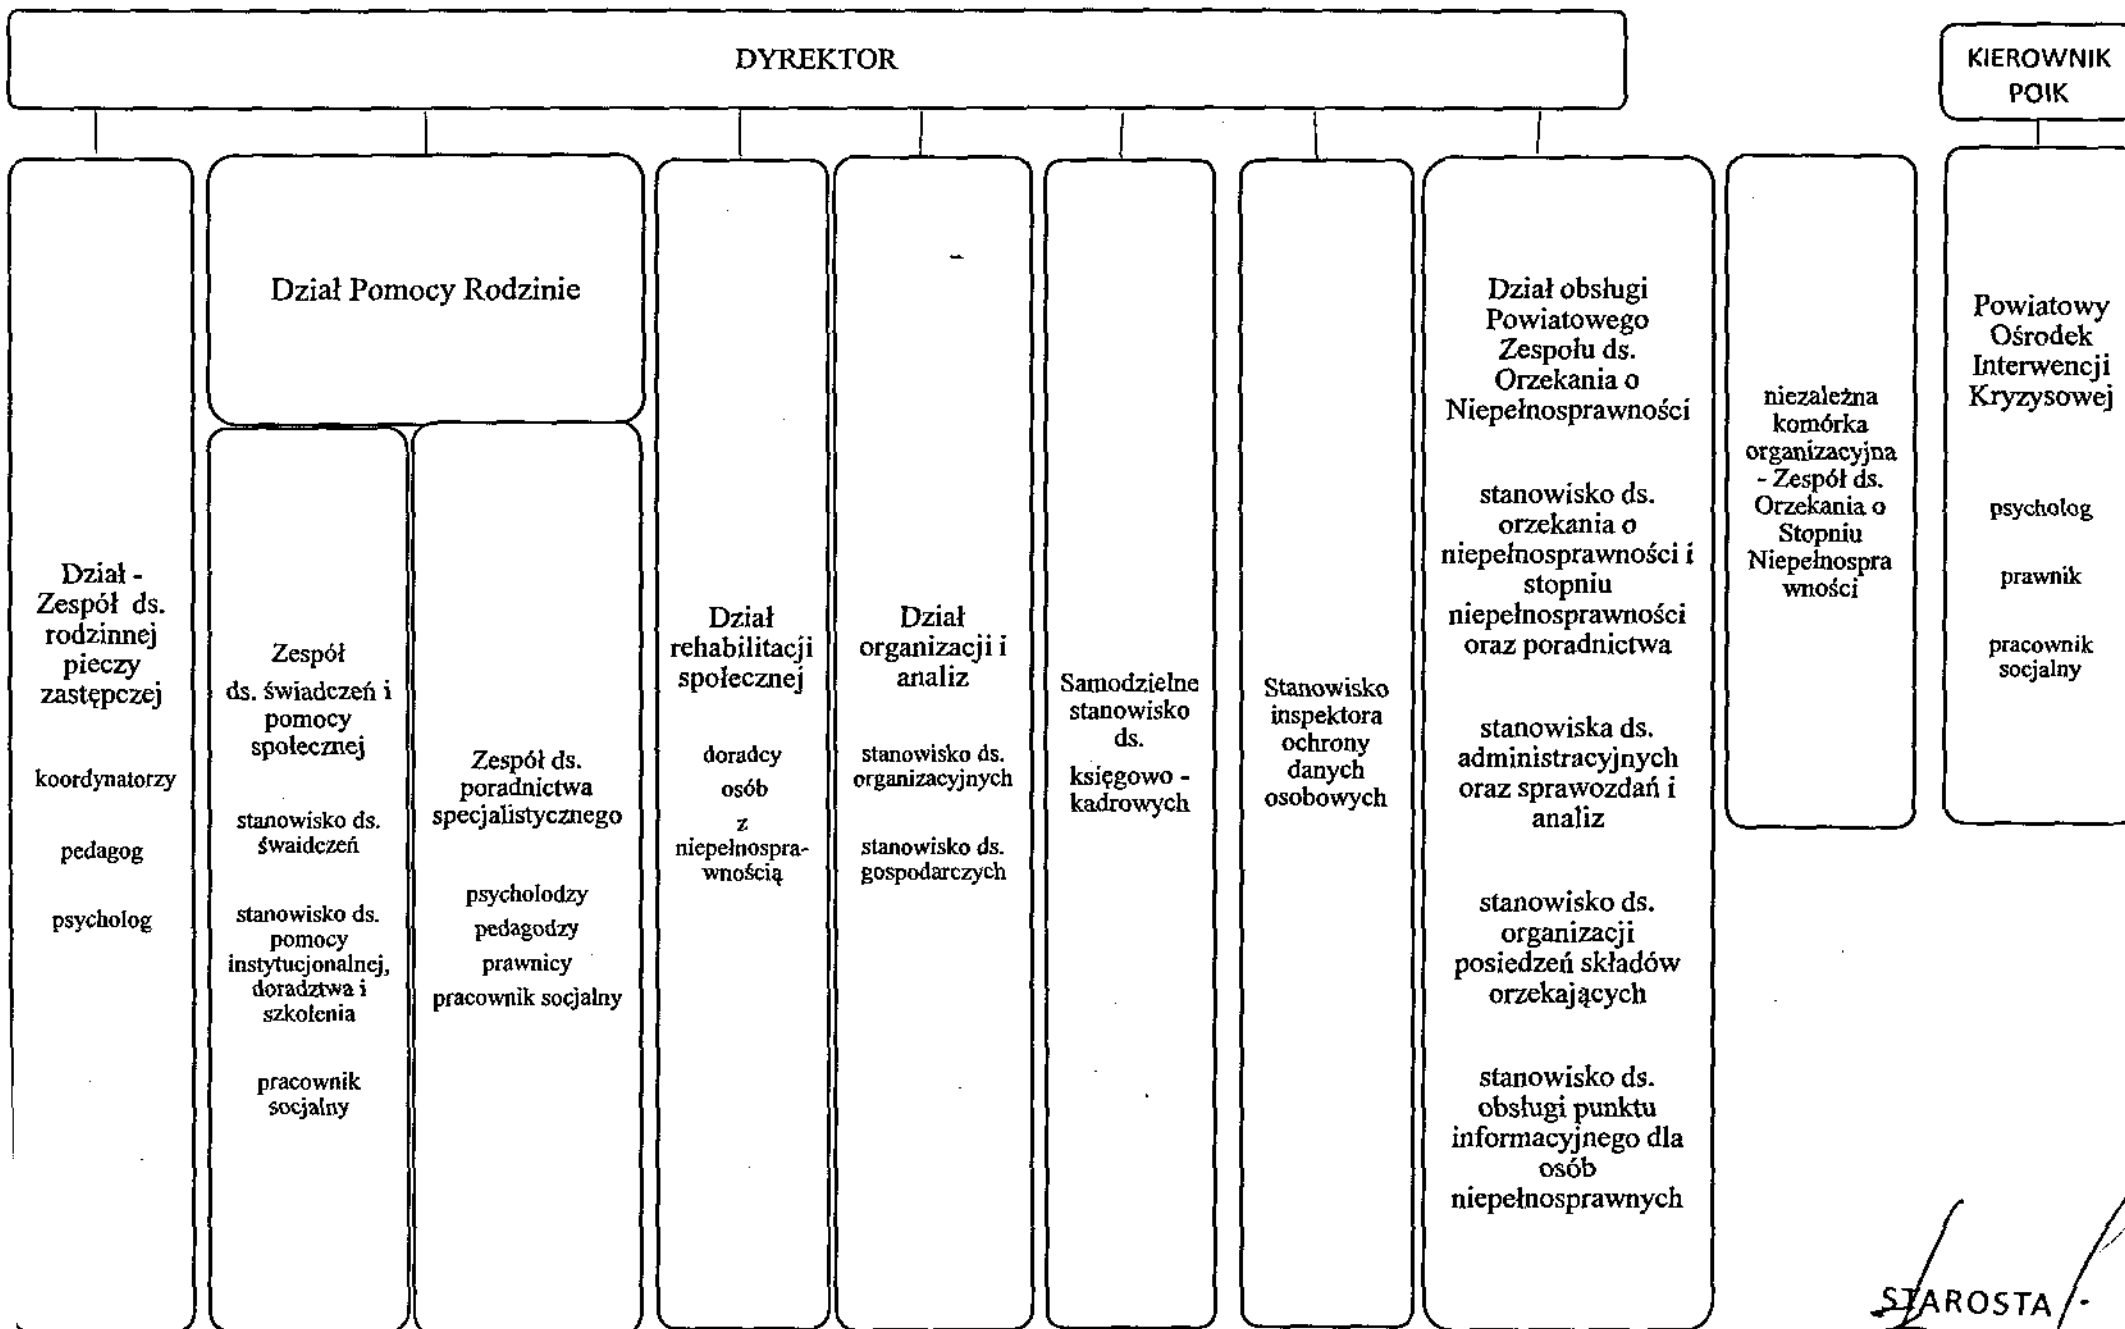 DYREKTOR
KIEROWNIK
POIK
Dział -
Zespół ds.
rodzinnej
pieczy
zastępczej
koordynatorzy
pedagog
psycholog
Dział Pomocy Rodzinie
Zespół
ds. świadczeń i
pomocy
społecznej
stanowisko ds.
śwaidczeń
stanowisko ds.
pomocy
instytucjonalnej,
doradztwa i
szkolenia
pracownik
socjalny
Zespół ds.
poradnictwa
specjalistycznego
psycholodzy
pedagodzy
prawnicy
pracownik socjalny
Dział
rehabilitacji
społecznej
doradcy
osób
z
niepełnospra-
wnością
Dział
organizacji i
analiz
stanowisko ds.
organizacyjnych
stanowisko ds.
gospodarczych
Samodzielne
stanowisko
ds.
księgowo -
kadrowych
Stanowisko
inspektora
ochrony
danych
osobowych
Dział obsługi
Powiatowego
Zespołu ds.
Orzekania o
Niepełnosprawności
stanowisko ds.
orzekania o
niepełnosprawności i
stopniu
niepełnosprawności
oraz poradnictwa
stanowiska ds.
administracyjnych
oraz sprawozdań i
analiz
stanowisko ds.
organizacji
posiedzeń składów
orzekających
stanowisko ds.
obsługi punktu
informacyjnego dla
osób
niepełnosprawnych
niezależna
komórka
organizacyjna
- Zespół ds.
Orzekania o
Stopniu
Niepełnospra
wności
Powiatowy
Ośrodek
Interwencji
Kryzysowej
psycholog
prawnik
pracownik
socjalny
STAROSTA